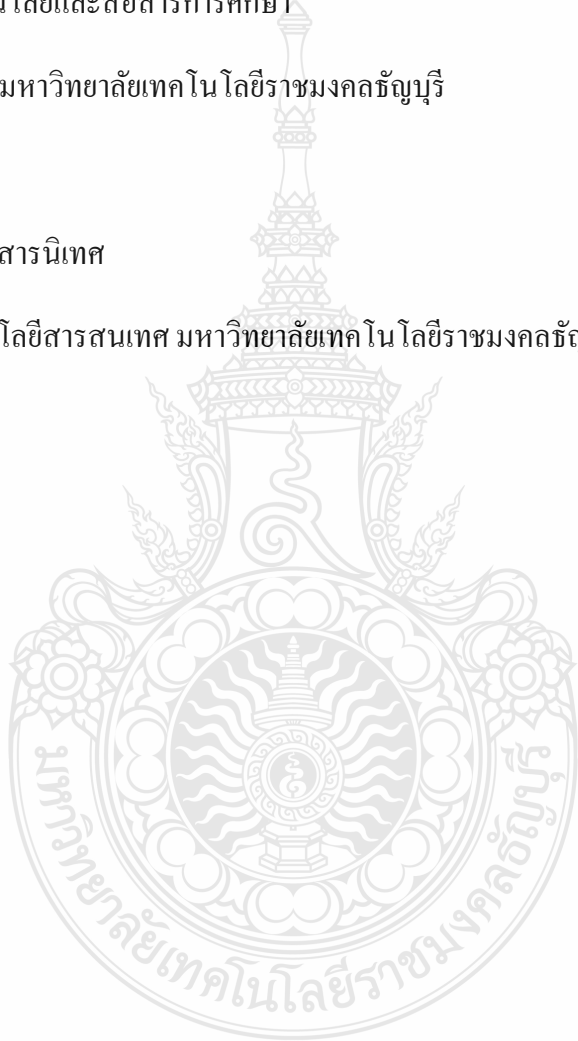 มหาวิทยาลัยเทคโนโลยีราชมงคลธัญบุรี
สารนิเทศ
โลยีสารสนเทศ มหาวิทยาลัยเทคโนโลยีราชมงคลธั
มหาวิทยาลัยเทคโนโลยีราชมงคลธัญบุรี